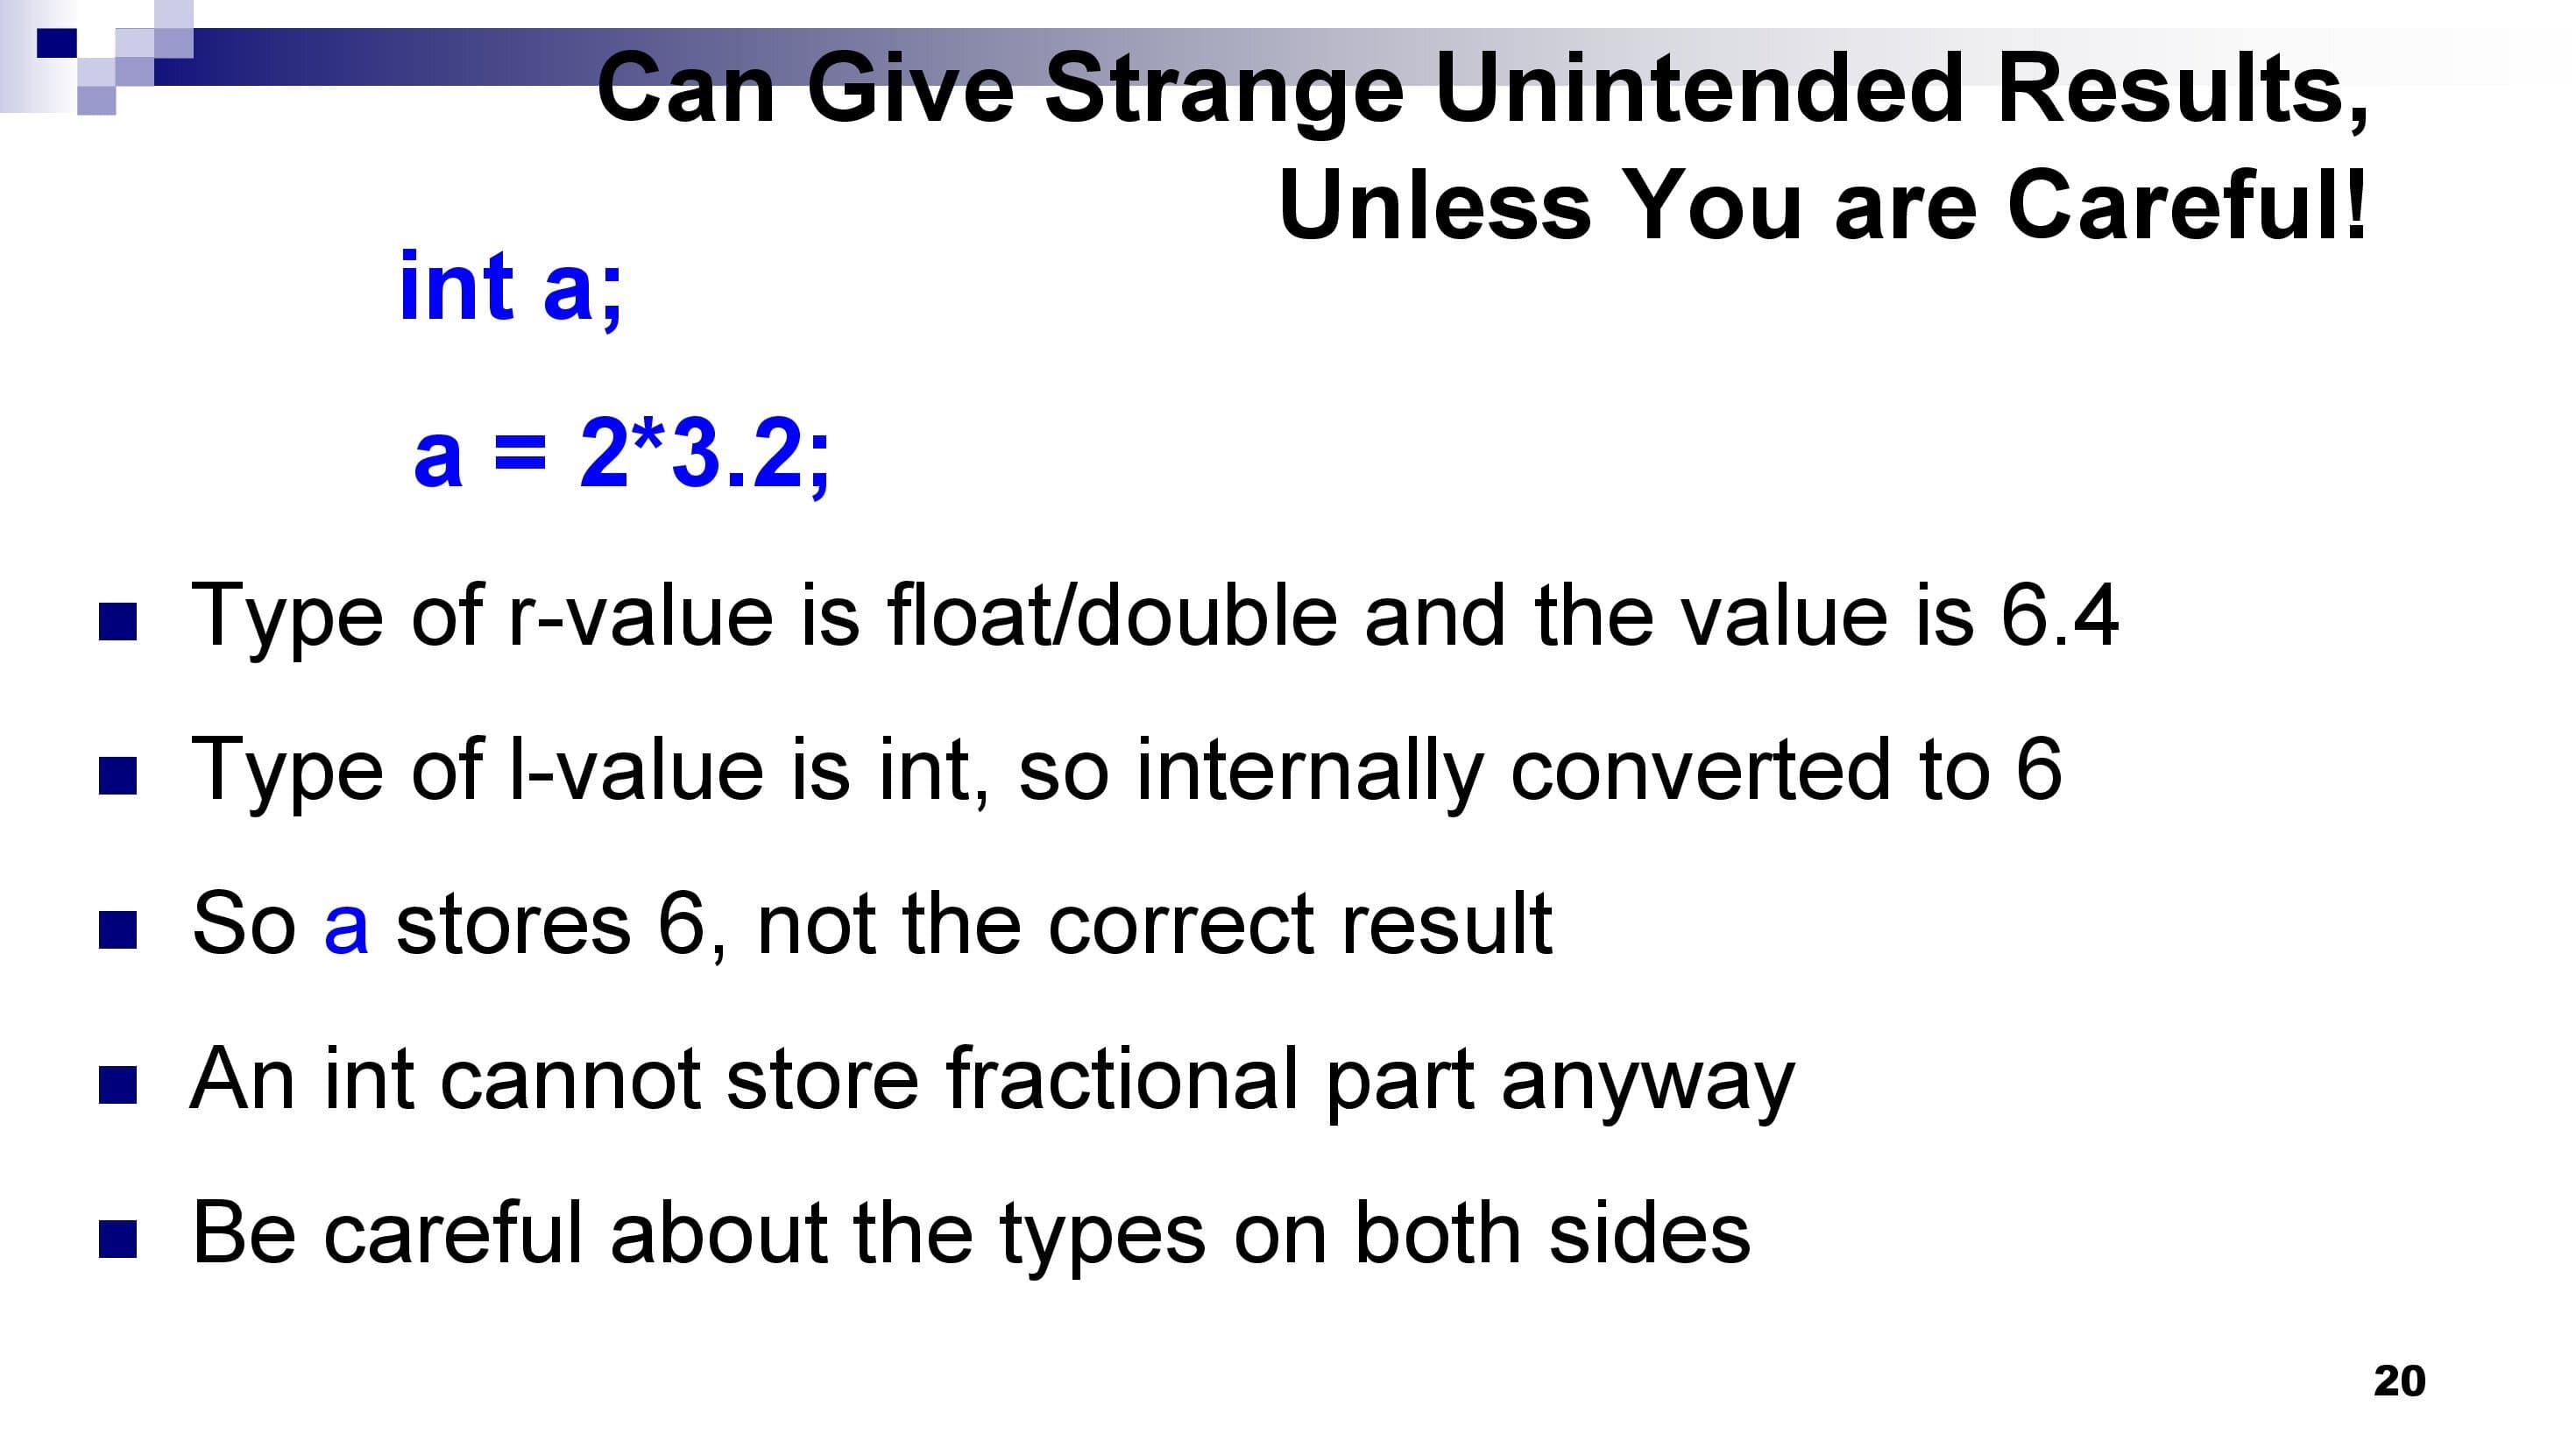 Can Give Strange Unintended Results,
Unless You are Careful!
int a;
a = 2*3.2;
Type of r-value is float/double and the value is 6.4
Type of l-value is int, so internally converted to 6
So a stores 6, not the correct result
An int cannot store fractional part anyway
Be careful about the types on both sides
20